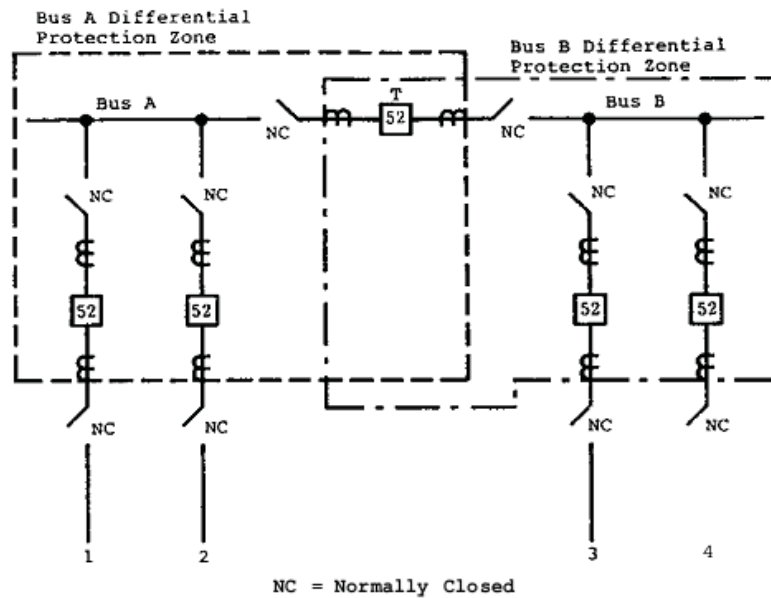 Bus A Differential
Protection Zone
Bus B Differential
Protection Zone
Bus A
T
Bus B
NC
52
NC
NC
NC
NC
NC
52
52
52
52
NC
NC
NC
NC
1
2
3
4
NC = Normally Closed